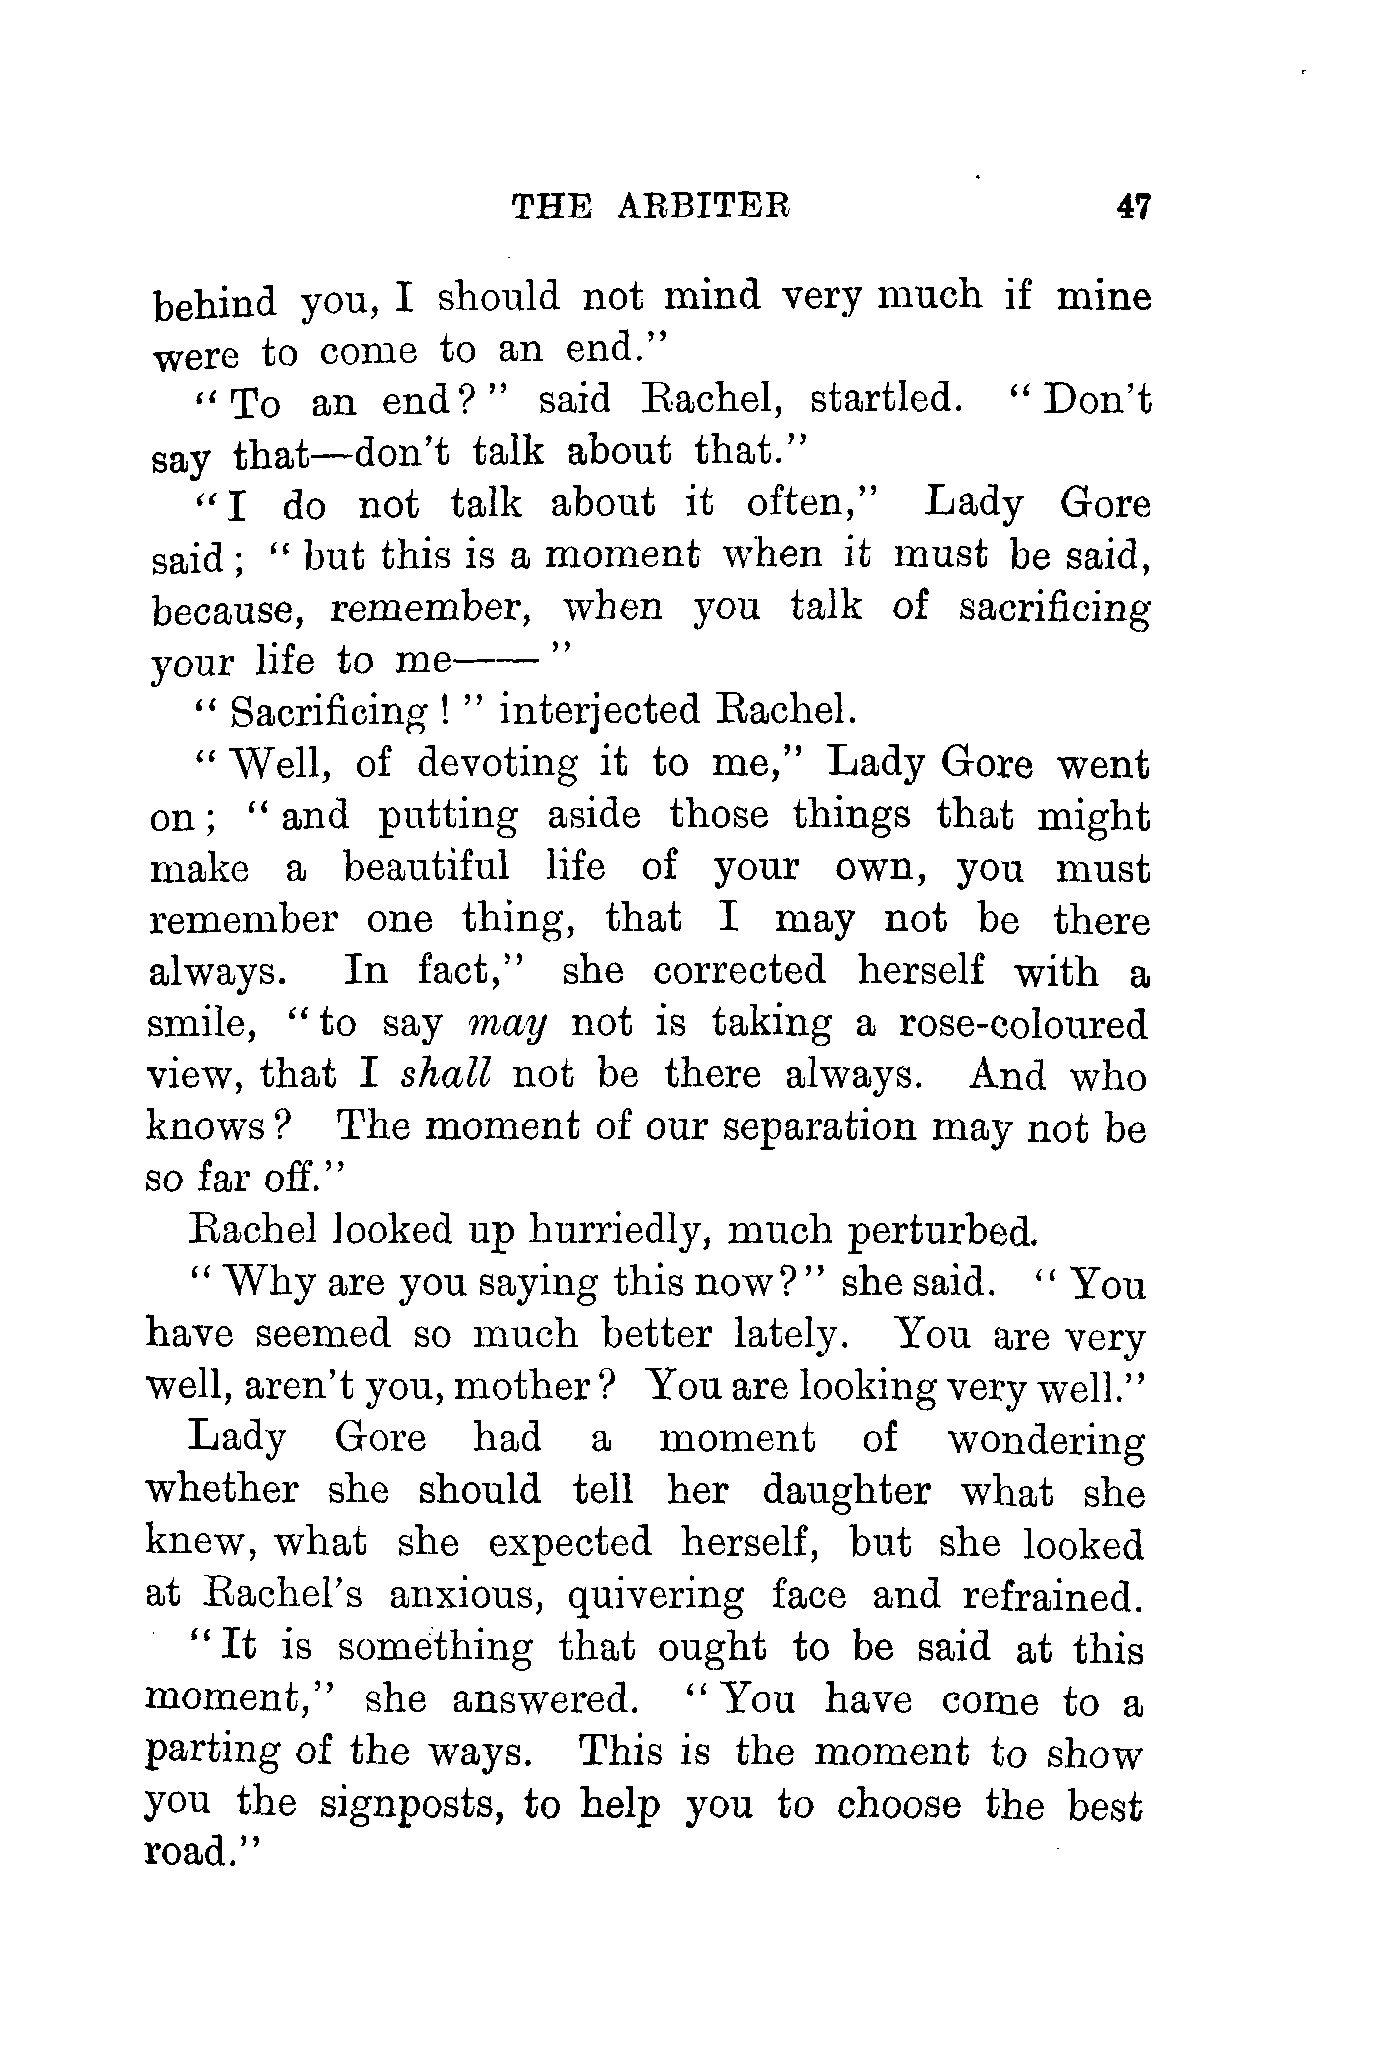 THE ARBITER 47
behind you, I should not mind very much if mine
were to come to an end.”
“ To an end? ” said Rachel, startled. “ Don’t
say that—don’t talk about that.”
“ I do not talk about it often,” Lady Gore
said ; “ but this is a moment when it must be said,
because, remember, when you talk of sacrificing
your life to me—— ”
“ Sacrificing ! ” interjected Rachel.
“ Well, of devoting it to me,” Lady Gore went
on ; “ and putting aside those things that might
make a beautiful life of your own, you must
remember one thing, that I may not be there
always. In fact,” she corrected herself with a
smile, “ to say may not is taking a rose-coloured
view, that I shall not be there always. And who
knows ? The moment of our separation may not be
so far off.”
Rachel looked up hurriedly, much perturbed.
“ Why are you saying this now? ” she said. “ You
have seemed so much better lately. You are very
well, aren’t you, mother ? You are looking very well.”
Lady Gore had a moment of wondering
whether she should tell her daughter what she
knew, what she expected herself, but she looked
at Rachel’s anxious, quivering face and refrained.
“ It is something that ought to be said at this
moment,” she answered. “ You have come to a
parting of the ways. This is the moment to show
you the signposts, to help you to choose the best
road.”